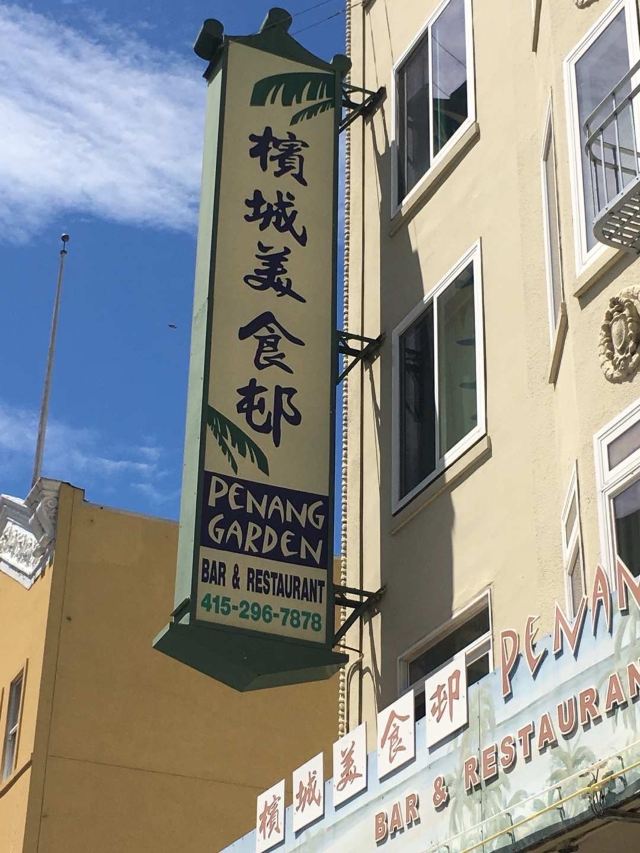 檳城美食邨
PENANG
GARDEN
BAR & RESTAURANT
415-296-7878
檳城美食邨 PENAN
BAR & RESTAURAN